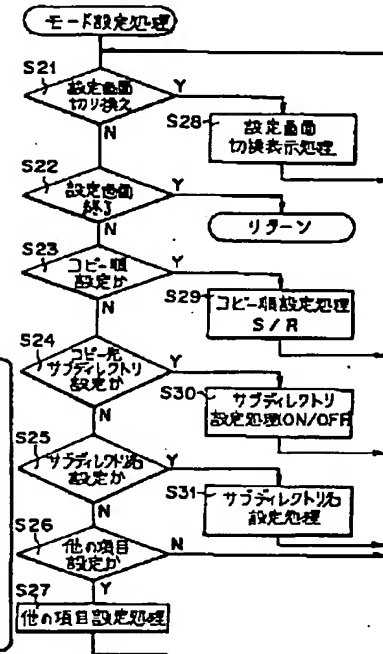 モード設定処理
S21
設定画面
切り換え
Y
N
S28
設定画面
切換表示処理
S22
設定画面
終了
Y
N
リターン
S23
コピー順
設定か
Y
N
S29
コピー順設定処理
S/R
S24
コピー先
サブディレクトリ
設定か
Y
N
S30
サブディレクトリ
設定処理(ON/OFF)
S25
サブディレクトリ名
設定か
Y
N
S31
サブディレクトリ名
設定処理
S26
他の項目
設定か
N
Y
S27
他の項目設定処理